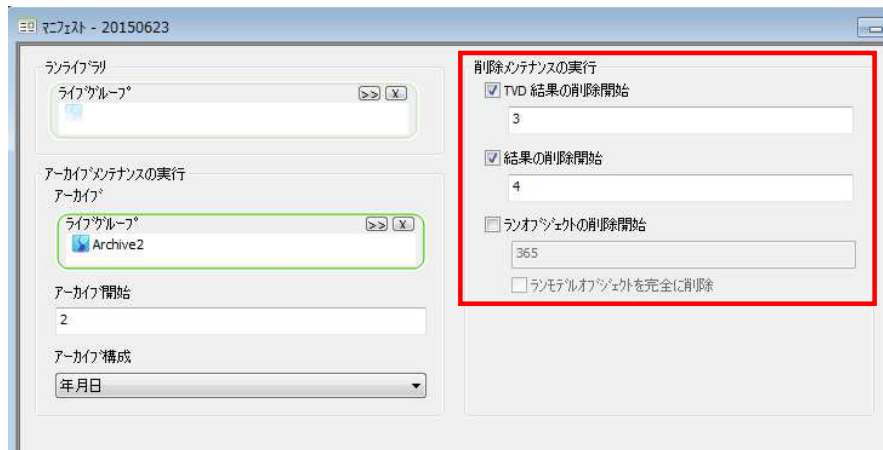 マニフェスト - 20150623
ランライブラリ
ライブグループ
>> X
アーカイブメンテナンスの実行
アーカイブ
ライブグループ
>> X
Archive2
アーカイブ開始
2
アーカイブ構成
年月日
削除メンテナンスの実行
TVD 結果の削除開始
3
結果の削除開始
4
ランオブジェクトの削除開始
365
ランモデルオブジェクトを完全に削除